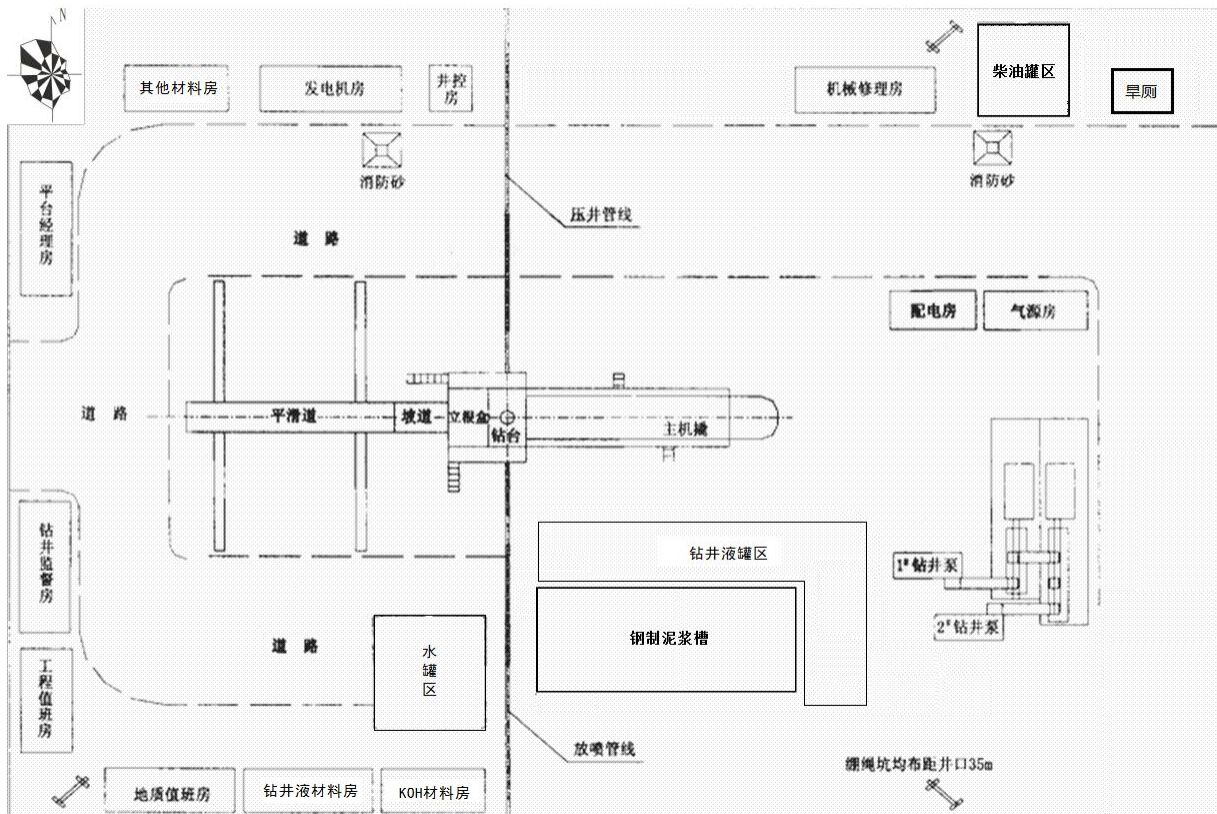 N
其他材料房
发电机房
井控房
机械修理房
柴油罐区
旱厕
消防砂
消防砂
平台经理房
压井管线
道路
配电房
气源房
道路
平滑道
坡道
立根盒
钻台
主机撬
钻井监督房
钻井液罐区
1#钻井泵
钢制泥浆槽
2#钻井泵
道路
水罐区
工程值班房
放喷管线
绷绳坑均布距井口35m
地质值班房
钻井液材料房
KOH材料房